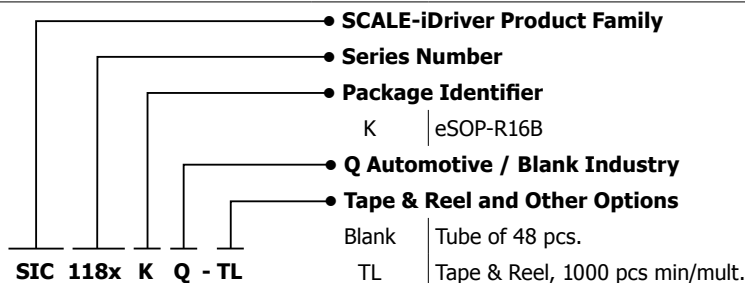 SCALE-iDriver Product Family
Series Number
Package Identifier
K eSOP-R16B
Q Automotive / Blank Industry
Tape & Reel and Other Options
Blank Tube of 48 pcs.
TL Tape & Reel, 1000 pcs min/mult.
SIC 118x K Q - TL